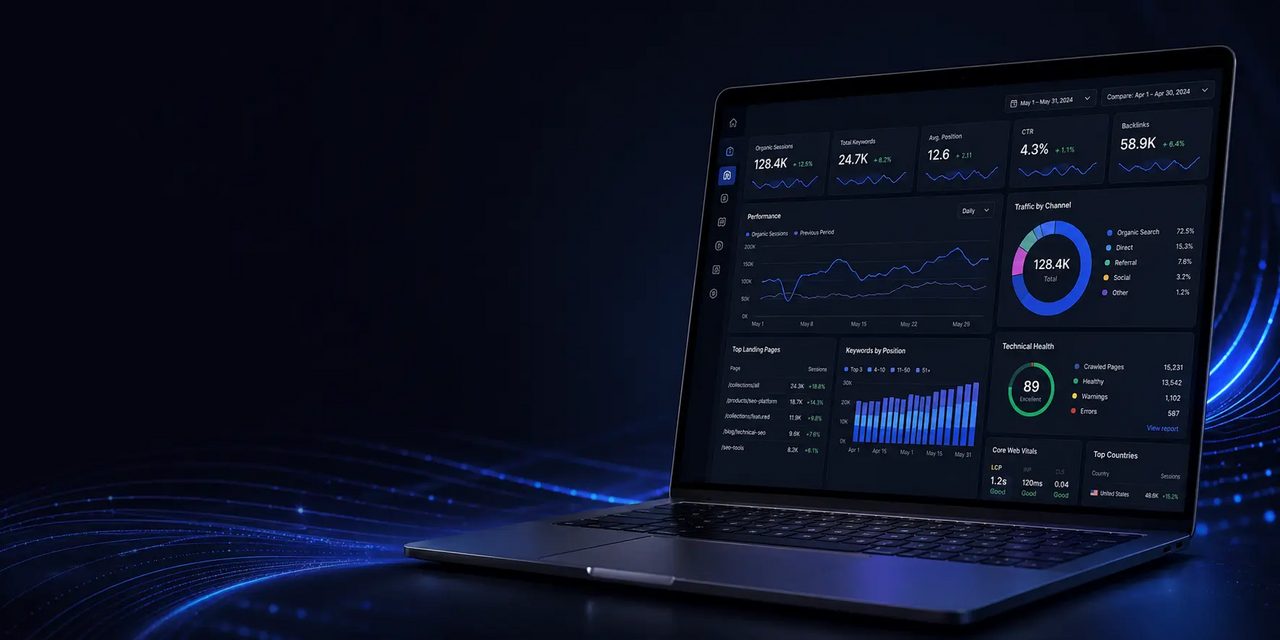 May 1 – May 31, 2024
Compare: Apr 1 – Apr 30, 2024
Organic Sessions
128.4K + 12.5%
Total Keywords
24.7K + 8.2%
Avg. Position
12.6 + 2.11
CTR
4.3% + 1.1%
Backlinks
58.9K + 6.4%
Performance
Daily
Organic Sessions Previous Period
200K
150K
100K
50K
0K
May 1 May 8 May 15 May 22 May 29
Traffic by Channel
128.4K
Total
Organic Search 72.5%
Direct 15.3%
Referral 7.6%
Social 3.2%
Other 1.2%
Top Landing Pages
Page Sessions
/collections/all 24.3K +18.8%
/products/seo-platform 18.7K +14.3%
/collections/featured 11.9K +9.8%
/blog/technical-seo 9.6K +7.6%
/seo-tools 8.2K +6.1%
Keywords by Position
Top 3 4–10 11–50 51+
30K
20K
10K
0K
Apr 1 Apr 15 May 1 May 15 May 31
Technical Health
89
Excellent
Crawled Pages 15,231
Healthy 13,542
Warnings 1,102
Errors 587
View report
Core Web Vitals
LCP
1.2s 120ms 0.04
Good Good Good
Top Countries
Country Sessions
United States 48.6K +15.2%